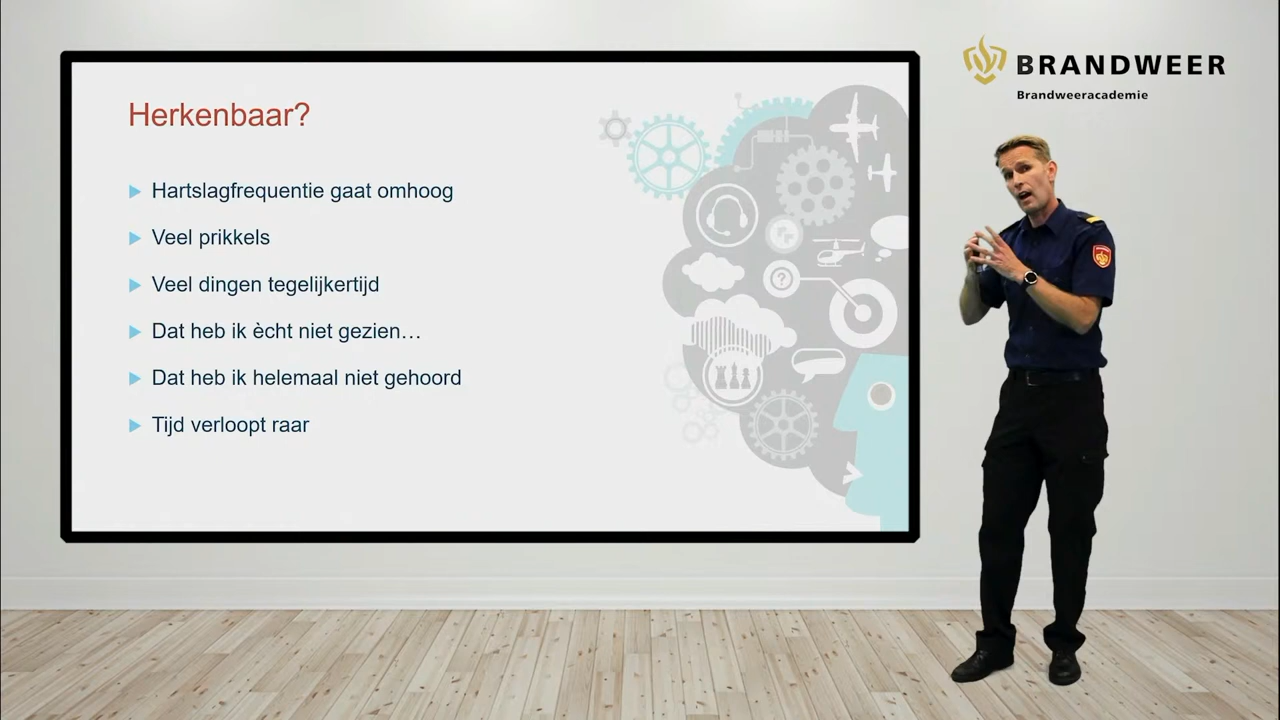 BRANDWEER
Brandweeracademie
Herkenbaar?
Hartslagfrequentie gaat omhoog
Veel prikkels
Veel dingen tegelijkertijd
Dat heb ik ècht niet gezien…
Dat heb ik helemaal niet gehoord
Tijd verloopt raar
?